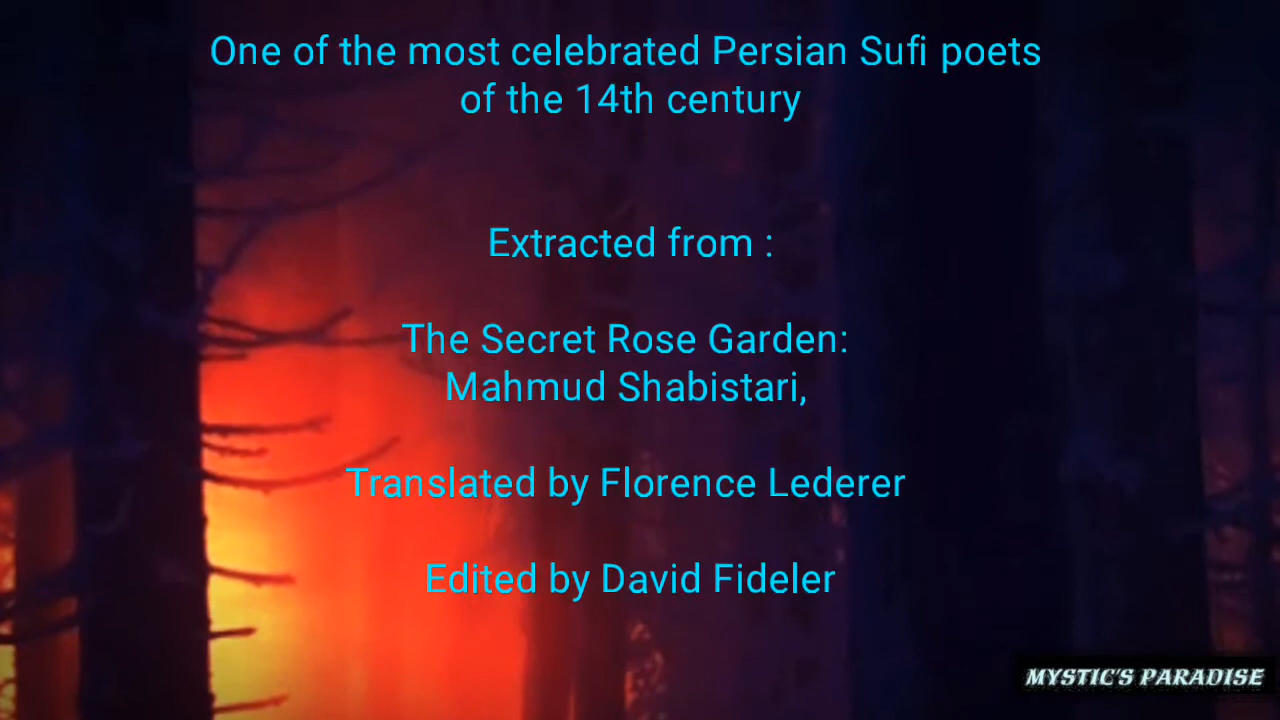 One of the most celebrated Persian Sufi poets
of the 14th century
Extracted from :
The Secret Rose Garden:
Mahmud Shabistari,
Translated by Florence Lederer
Edited by David Fideler
MYSTIC'S PARADISE